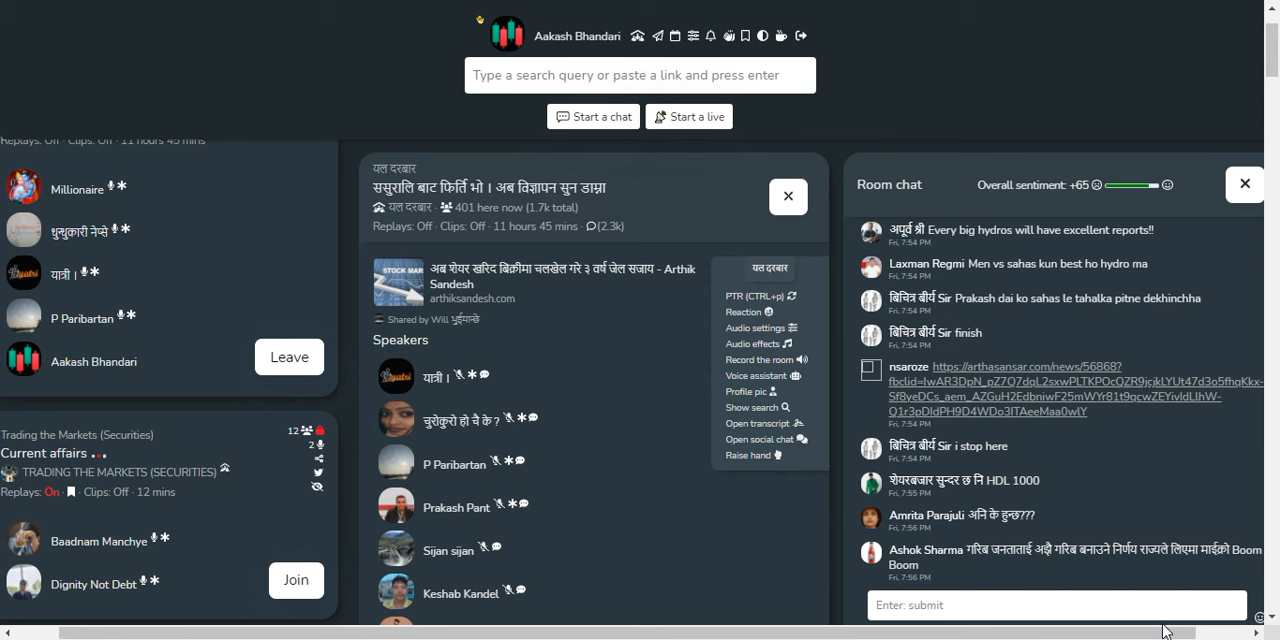 Aakash Bhandari
Type a search query or paste a link and press enter
Start a chat
Start a live
Replays: Off · Clips: Off · 11 hours 45 mins
Millionaire
धुन्धुकारी नेप्से
यात्री ।
P Paribartan
Aakash Bhandari
Leave
Trading the Markets (Securities)
12
Current affairs
2
TRADING THE MARKETS (SECURITIES)
Replays: On · Clips: Off · 12 mins
Baadnam Manchye
Dignity Not Debt
Join
यल दरबार
ससुरालि बाट फिर्ति भो । अब विज्ञापन सुन डाम्ना
यल दरबार · 401 here now (1.7k total)
Replays: Off · Clips: Off · 11 hours 45 mins · (2.3k)
अब शेयर खरिद बिक्रीमा चलखेल गरे ३ वर्ष जेल सजाय - Arthik
Sandesh
arthiksandesh.com
Shared by Will भुईमान्छे
Speakers
यात्री ।
चुरोकुरो हो चै के ?
P Paribartan
Prakash Pant
Sijan sijan
Keshab Kandel
यल दरबार
PTR (CTRL+p)
Reaction
Audio settings
Audio effects
Record the room
Voice assistant
Profile pic
Show search
Open transcript
Open social chat
Raise hand
Room chat
Overall sentiment: +65
अपूर्व श्री Every big hydros will have excellent reports!!
Fri, 7:54 PM
Laxman Regmi Men vs sahas kun best ho hydro ma
Fri, 7:54 PM
बिचित्र बीर्य Sir Prakash dai ko sahas le tahalka pitne dekhinchha
Fri, 7:54 PM
बिचित्र बीर्य Sir finish
Fri, 7:54 PM
nsaroze https://arthasansar.com/news/56868?
fbclid=IwAR3DpN_pZ7Q7dqL2sxwPLTKPOcQZR9jcjkLYUt47d3o5fhqKkx-
Sf8yeDCs_aem_AZGuH2EdbniwF25mWYr81t9qcwZEYivIdLlhW-
Q1r3pDIdPH9D4WDo3ITAeeMaa0wlY
Fri, 7:54 PM
बिचित्र बीर्य Sir i stop here
Fri, 7:54 PM
शेयरबजार सुन्दर छ नि HDL 1000
Fri, 7:55 PM
Amrita Parajuli अनि के हुन्छ???
Fri, 7:56 PM
Ashok Sharma गरिब जनताताई अझै गरिब बनाउने निर्णय राज्यले लिएमा माईक्रो Boom
Boom
Fri, 7:56 PM
Enter: submit